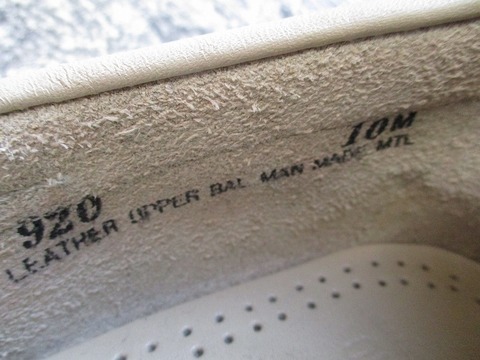 920 10M
LEATHER UPPER BAL MAN MADE MTL